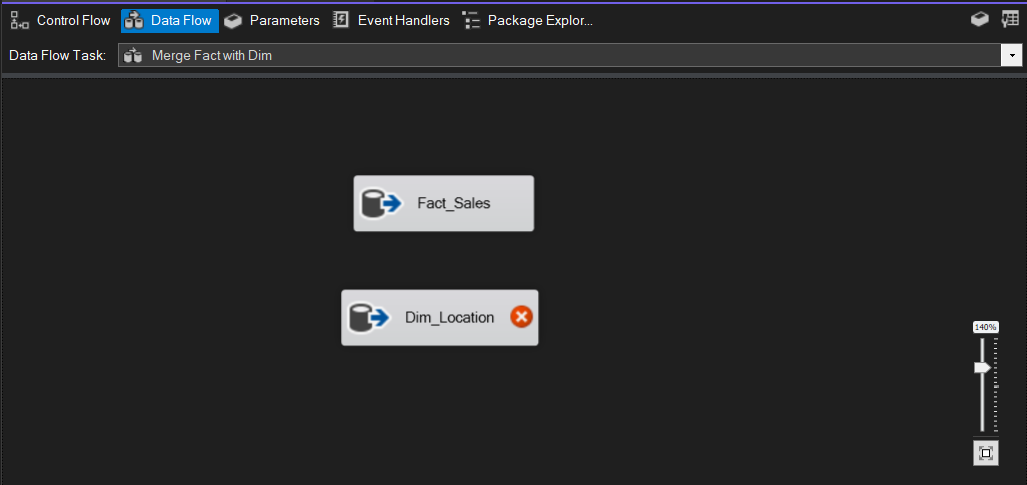 Control Flow Data Flow Parameters Event Handlers Package Explor...
Data Flow Task: Merge Fact with Dim
Fact_Sales
Dim_Location
140%